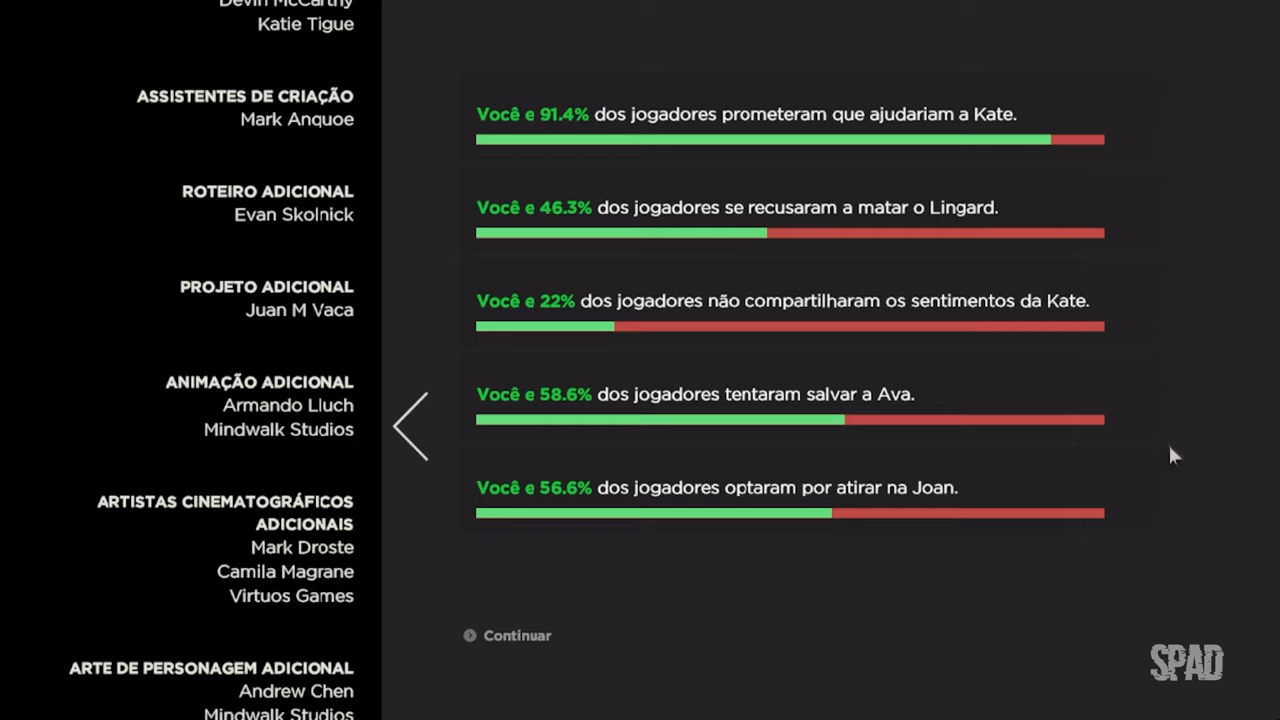 Devin McCarthy
Katie Tigue
ASSISTENTES DE CRIAÇÃO
Mark Anquoe
ROTEIRO ADICIONAL
Evan Skolnick
PROJETO ADICIONAL
Juan M Vaca
ANIMAÇÃO ADICIONAL
Armando Lluch
Mindwalk Studios
ARTISTAS CINEMATOGRÁFICOS
ADICIONAIS
Mark Droste
Camila Magrane
Virtuos Games
ARTE DE PERSONAGEM ADICIONAL
Andrew Chen
Mindwalk Studios
Você e 91.4% dos jogadores prometeram que ajudariam a Kate.
Você e 46.3% dos jogadores se recusaram a matar o Lingard.
Você e 22% dos jogadores não compartilharam os sentimentos da Kate.
Você e 58.6% dos jogadores tentaram salvar a Ava.
Você e 56.6% dos jogadores optaram por atirar na Joan.
Continuar
SPAD